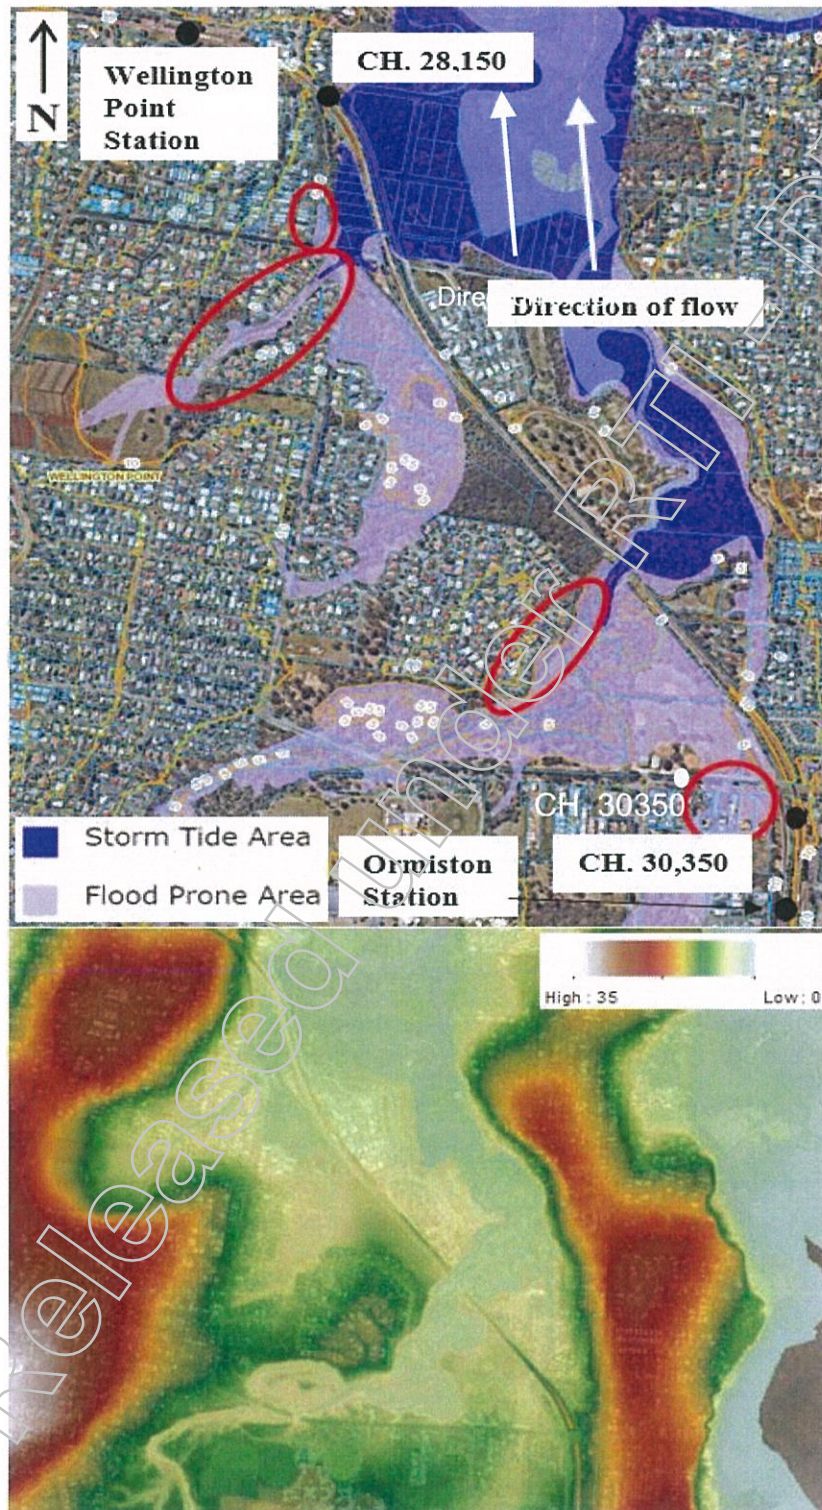 N
Wellington
Point
Station
CH. 28,150
Direction of flow
Dire
WELLINGTON POINT
CH. 30350
CH. 30,350
Storm Tide Area
Flood Prone Area
Ormiston
Station
High : 35
Low: 0
Released under RTI